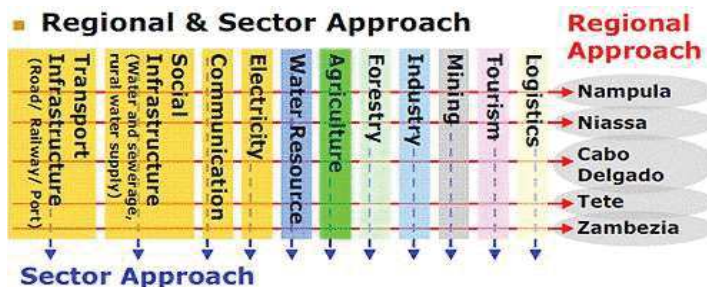 Regional & Sector Approach
Regional
Approach
Transport
Infrastructure
(Road/ Railway/ Port)
Social
Infrastructure
(Water and sewerage,
rural water supply)
Communication
Electricity
Water Resource
Agriculture
Forestry
Industry
Mining
Tourism
Logistics
Nampula
Niassa
Cabo
Delgado
Tete
Zambezia
Sector Approach